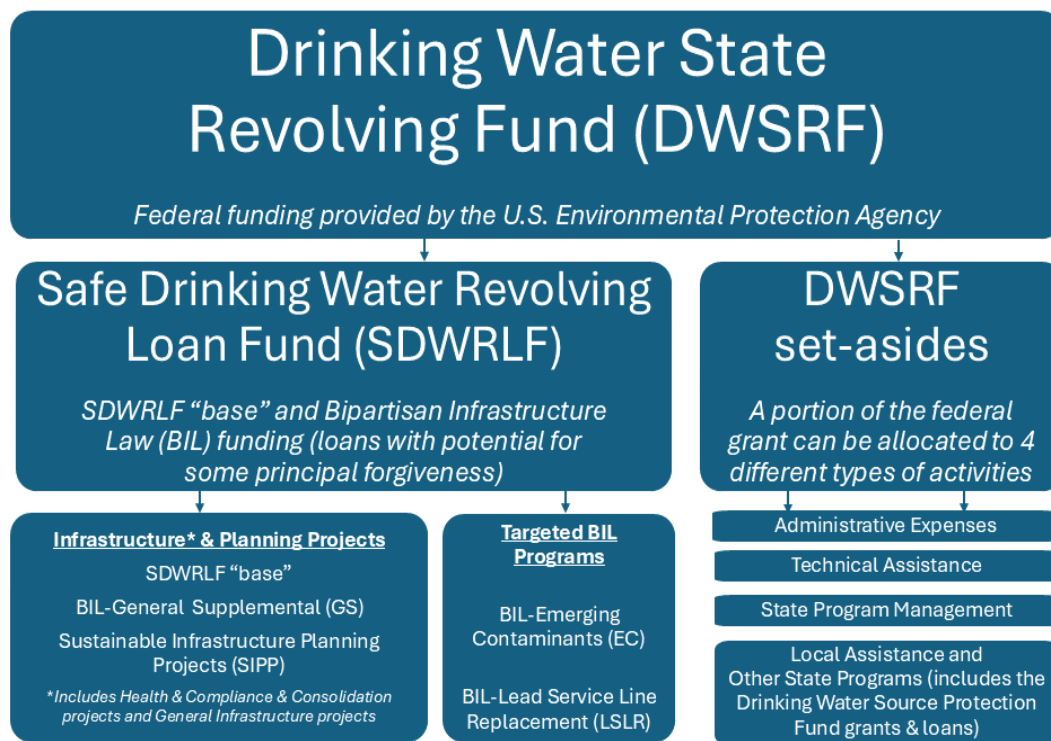 Drinking Water State
Revolving Fund (DWSRF)
Federal funding provided by the U.S. Environmental Protection Agency
Safe Drinking Water Revolving
Loan Fund (SDWRLF)
SDWRLF “base” and Bipartisan Infrastructure
Law (BIL) funding (loans with potential for
some principal forgiveness)
DWSRF
set-asides
A portion of the federal
grant can be allocated to 4
different types of activities
Infrastructure* & Planning Projects
SDWRLF “base”
BIL-General Supplemental (GS)
Sustainable Infrastructure Planning
Projects (SIPP)
*Includes Health & Compliance & Consolidation
projects and General Infrastructure projects
Targeted BIL
Programs
BIL-Emerging
Contaminants (EC)
BIL-Lead Service Line
Replacement (LSLR)
Administrative Expenses
Technical Assistance
State Program Management
Local Assistance and
Other State Programs (includes the
Drinking Water Source Protection
Fund grants & loans)